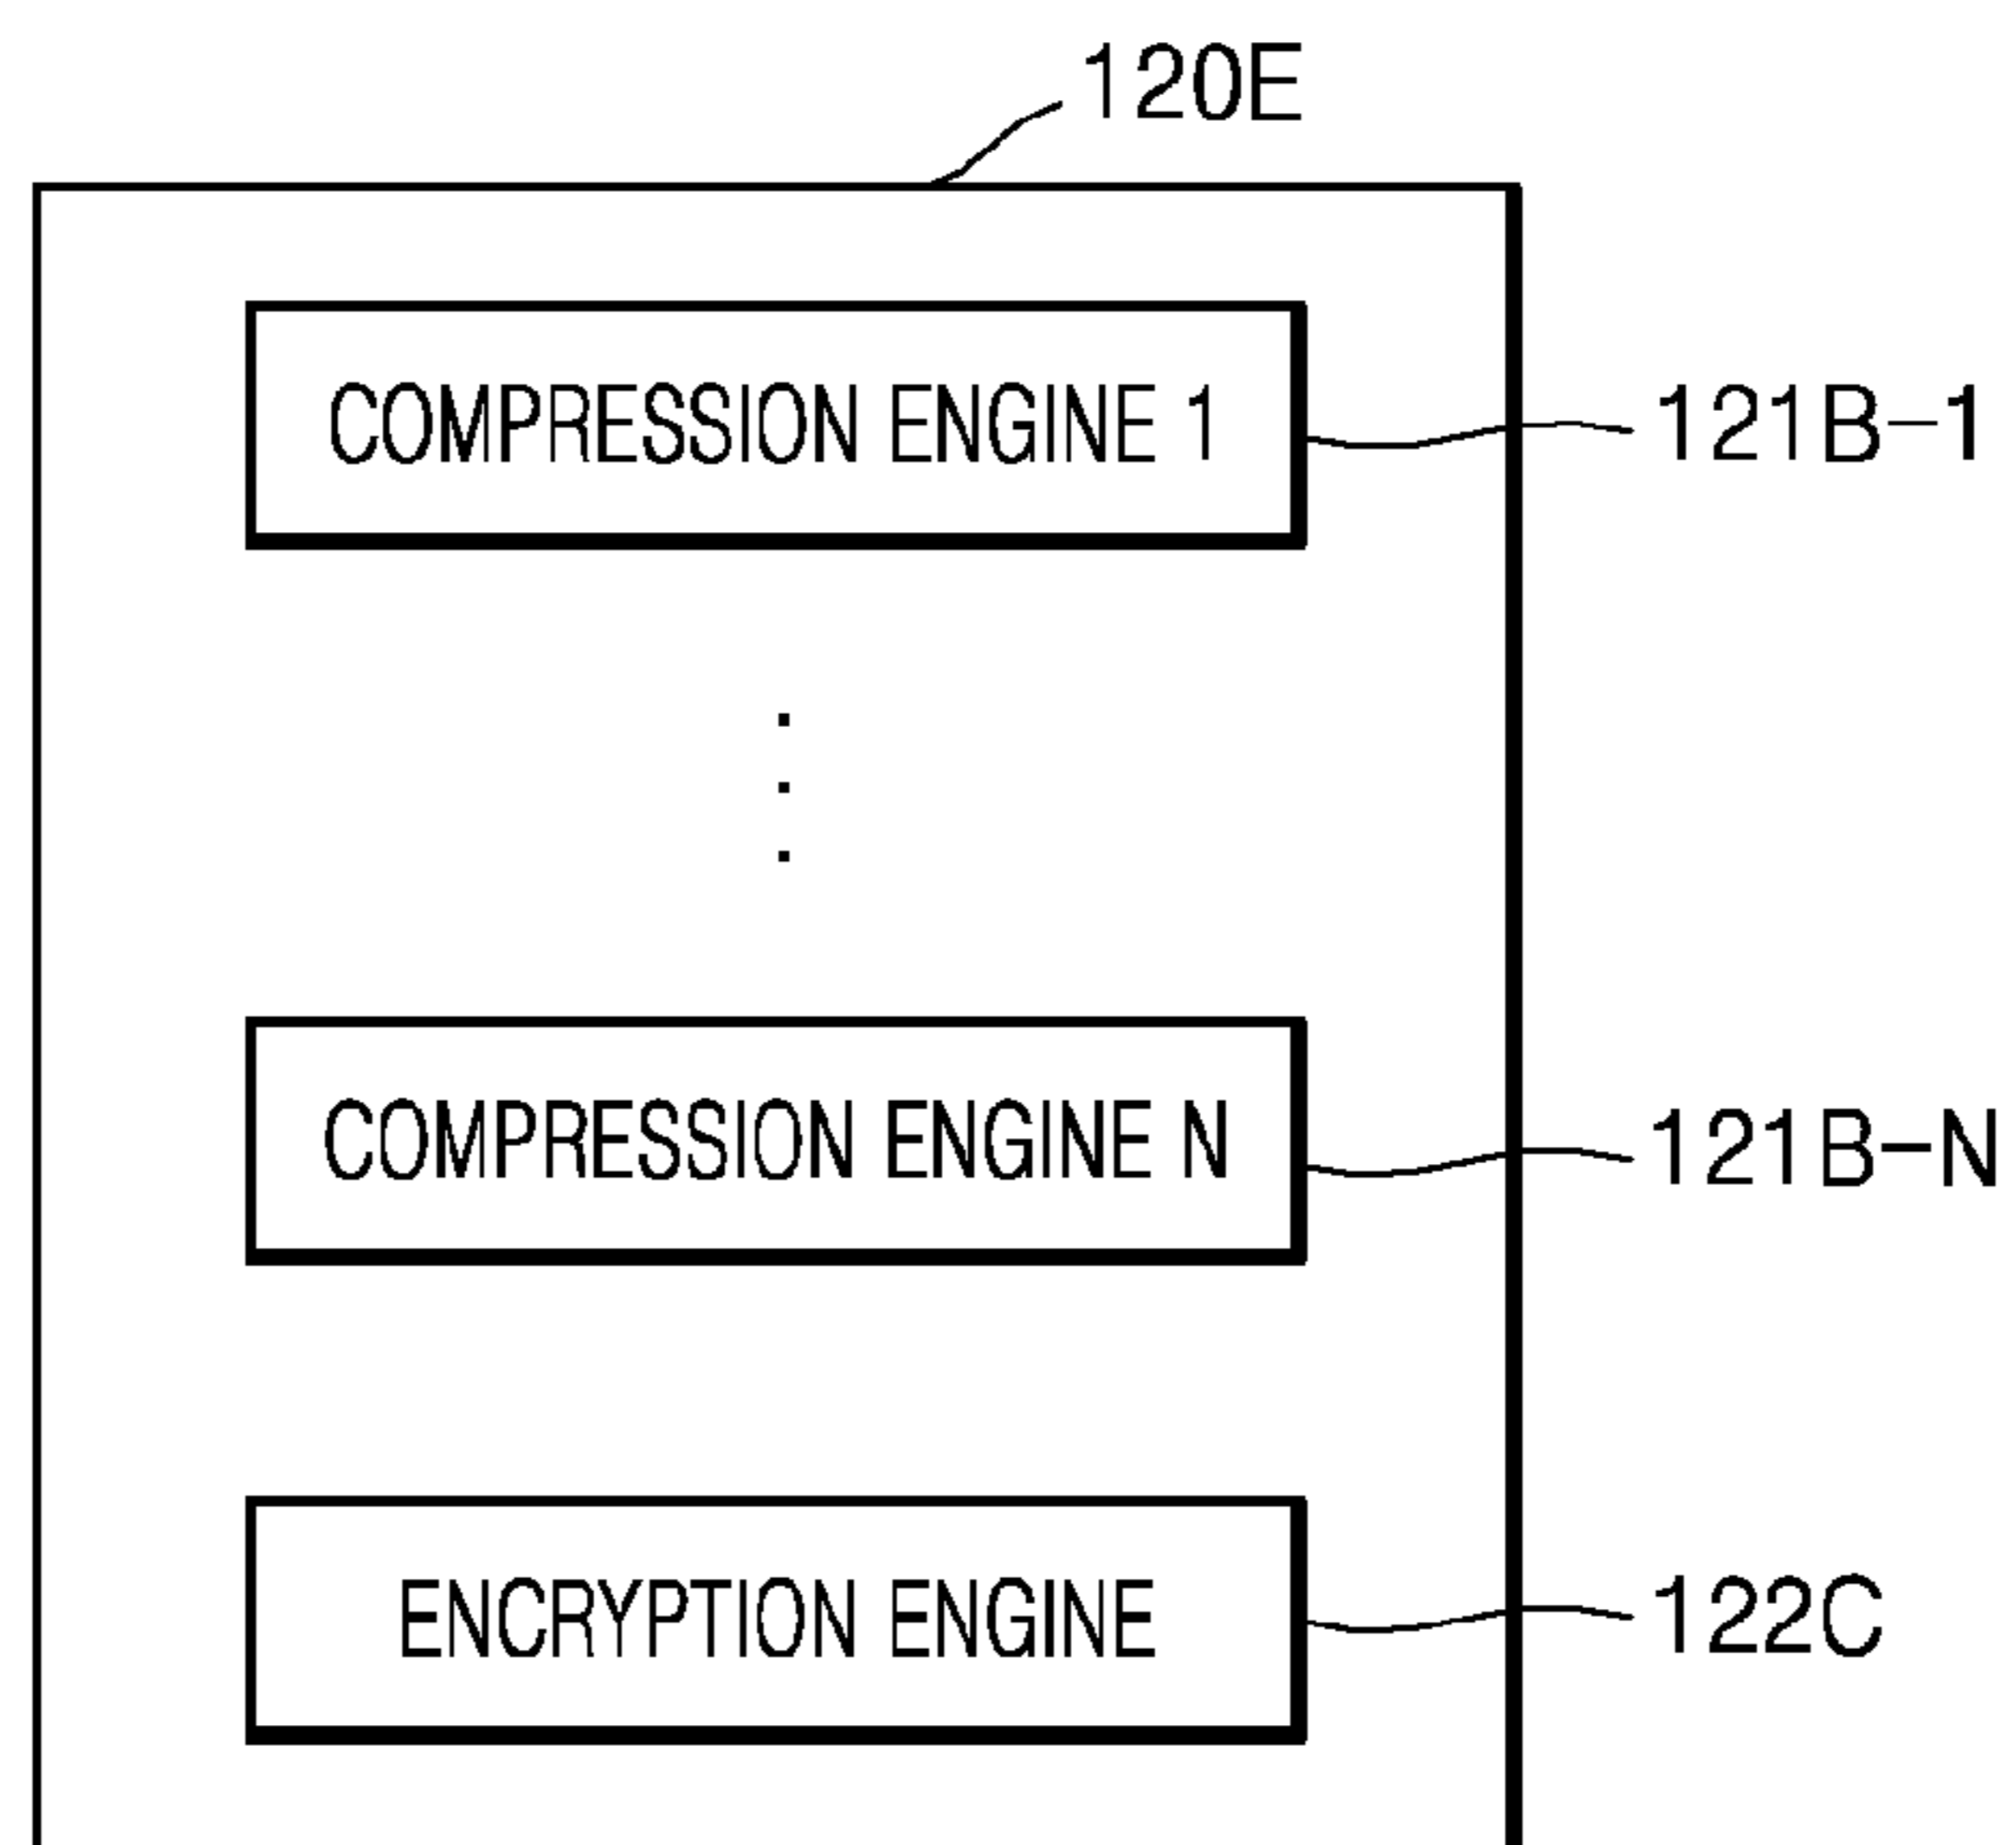 120E
COMPRESSION ENGINE 1
121B-1
COMPRESSION ENGINE N
121B-N
ENCRYPTION ENGINE
122C